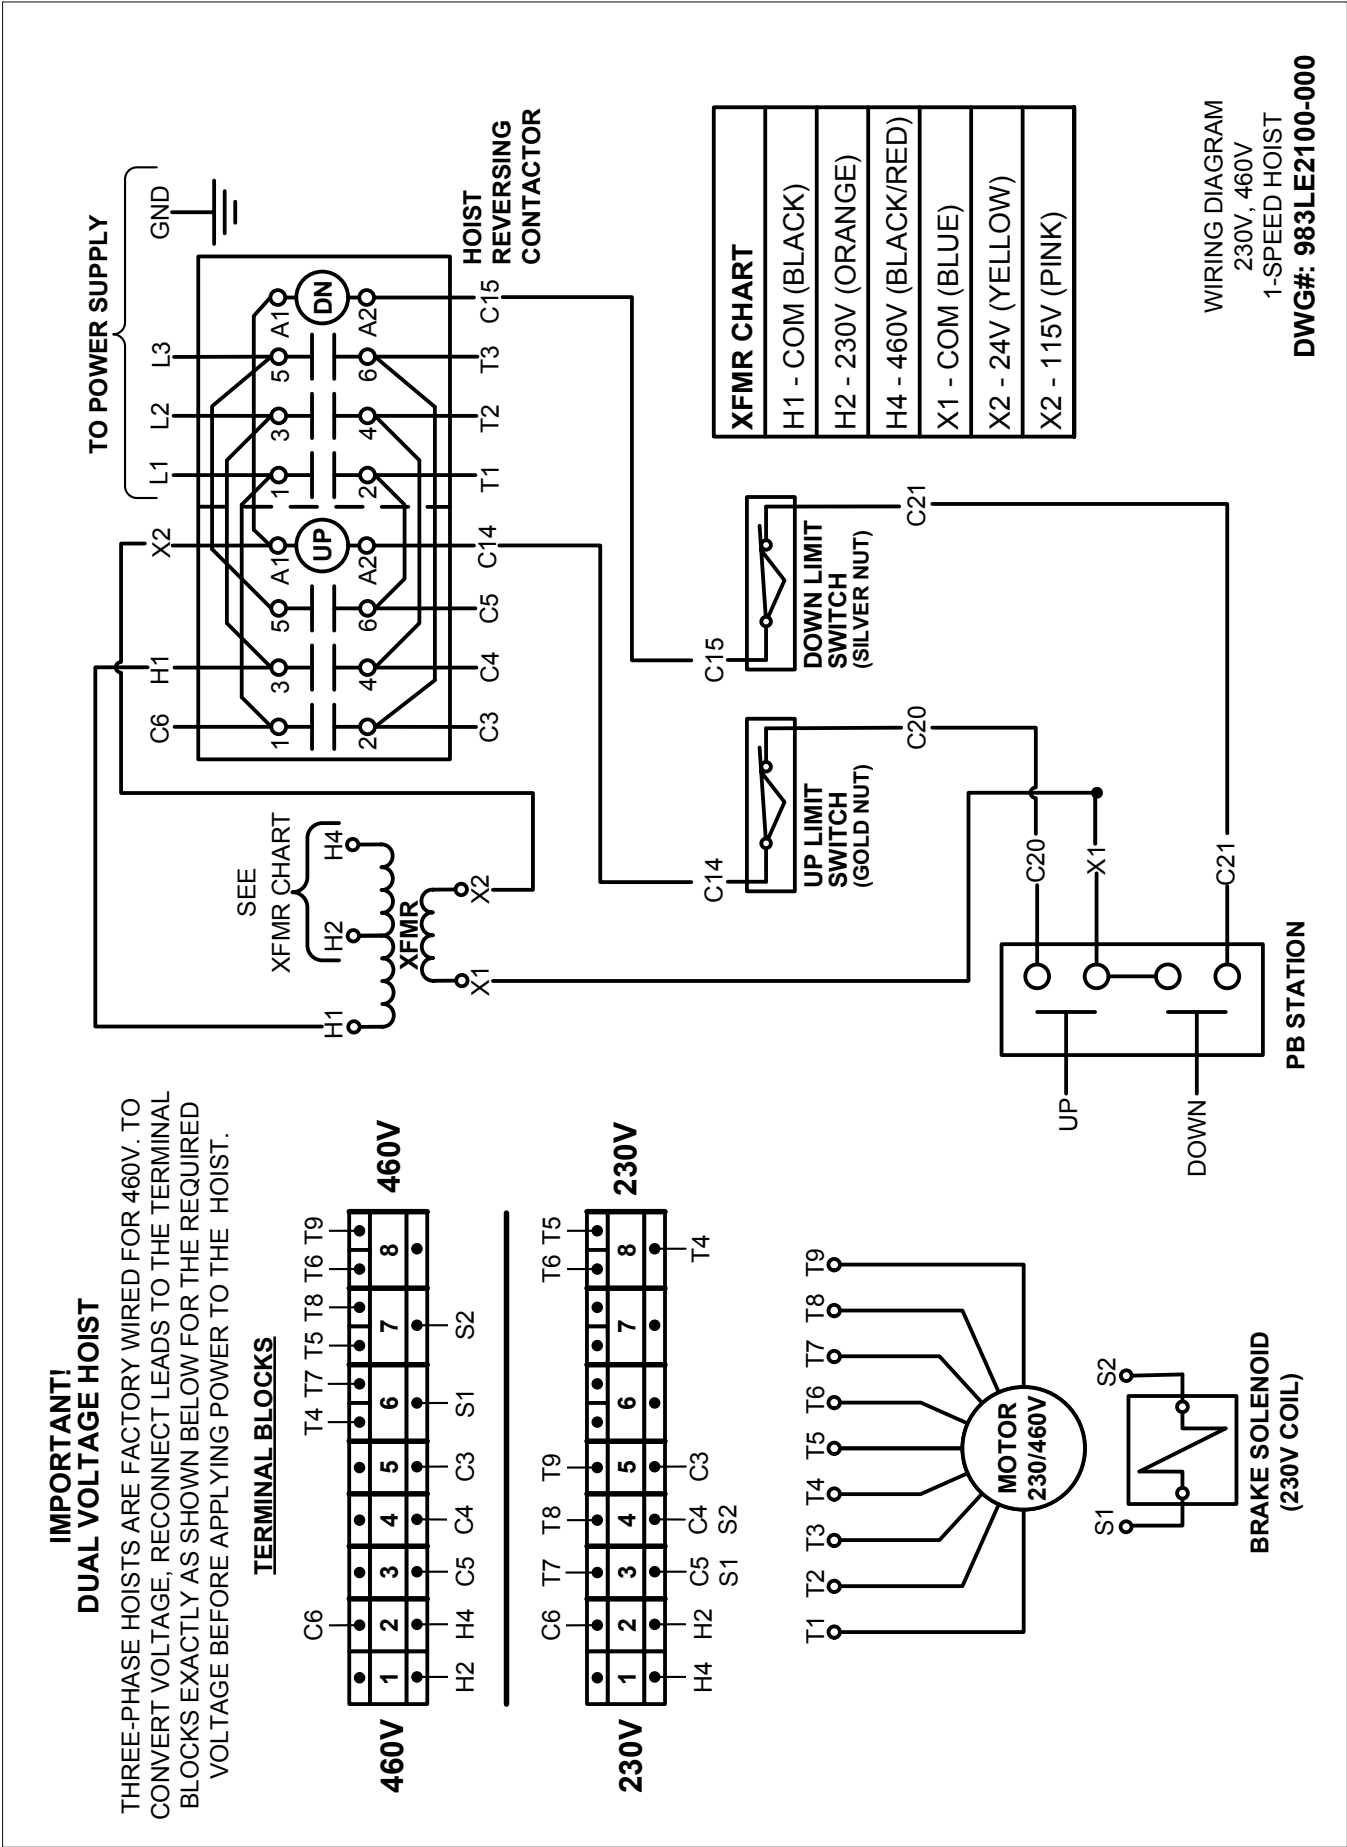 IMPORTANT!
DUAL VOLTAGE HOIST
THREE-PHASE HOISTS ARE FACTORY WIRED FOR 460V. TO
CONVERT VOLTAGE, RECONNECT LEADS TO THE TERMINAL
BLOCKS EXACTLY AS SHOWN BELOW FOR THE REQUIRED
VOLTAGE BEFORE APPLYING POWER TO THE HOIST.
TERMINAL BLOCKS
C6 T4 T7 T5 T8 T6 T9
460V 1 2 3 4 5 6 7 8 460V
H2 H4 C5 C4 C3 S1 S2
C6 T7 T8 T9 T6 T5
230V 1 2 3 4 5 6 7 8 230V
H4 H2 C5 C4 C3 T4
S1 S2
T1 T2 T3 T4 T5 T6 T7 T8 T9
MOTOR
230/460V
S1 S2
BRAKE SOLENOID
(230V COIL)
SEE
XFMR CHART
H1 H2 H4
XFMR
X1 X2
TO POWER SUPPLY
C6 H1 X2 L1 L2 L3 GND
1 3 5 A1 1 3 5 A1
UP DN
2 4 6 A2 2 4 6 A2
C3 C4 C5 C14 T1 T2 T3 C15
HOIST
REVERSING
CONTACTOR
C14 C15
UP LIMIT
SWITCH
(GOLD NUT)
DOWN LIMIT
SWITCH
(SILVER NUT)
C20 C21
C20
X1
C21
UP
DOWN
PB STATION
XFMR CHART
H1 - COM (BLACK)
H2 - 230V (ORANGE)
H4 - 460V (BLACK/RED)
X1 - COM (BLUE)
X2 - 24V (YELLOW)
X2 - 115V (PINK)
WIRING DIAGRAM
230V, 460V
1-SPEED HOIST
DWG#: 983LE2100-000